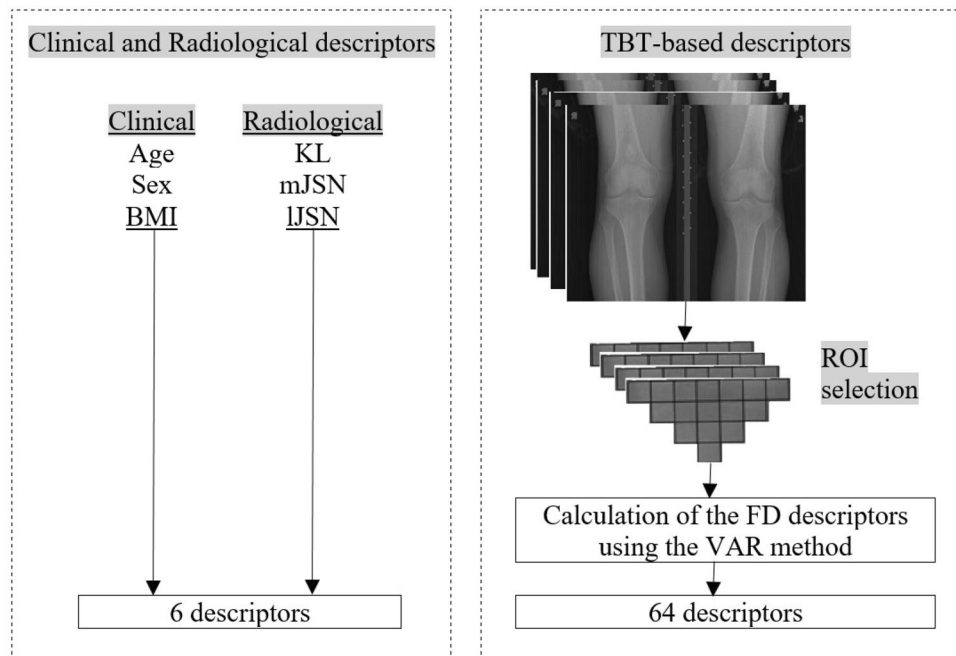 Clinical and Radiological descriptors
Clinical
Age
Sex
BMI
Radiological
KL
mJSN
lJSN
6 descriptors
TBT-based descriptors
ROI
selection
Calculation of the FD descriptors
using the VAR method
64 descriptors